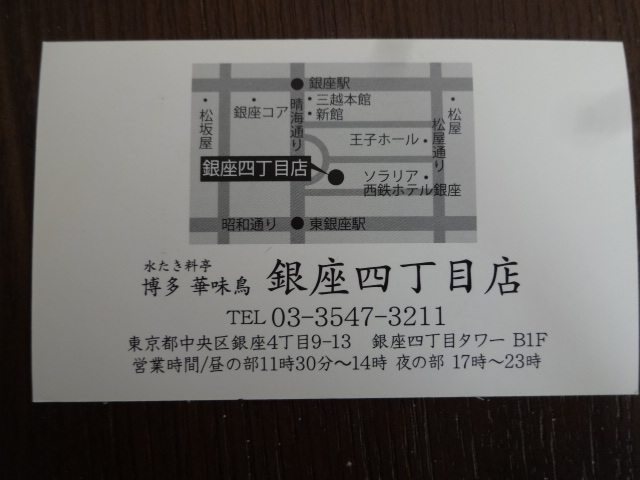 銀座駅
松坂屋
銀座コア
晴海通り
三越本館
新館
松屋
王子ホール
松屋通り
銀座四丁目店
ソラリア
西鉄ホテル銀座
昭和通り
東銀座駅
水たき料亭
博多 華味鳥 銀座四丁目店
TEL 03-3547-3211
東京都中央区銀座4丁目9-13 銀座四丁目タワー B1F
営業時間/昼の部11時30分〜14時 夜の部 17時〜23時